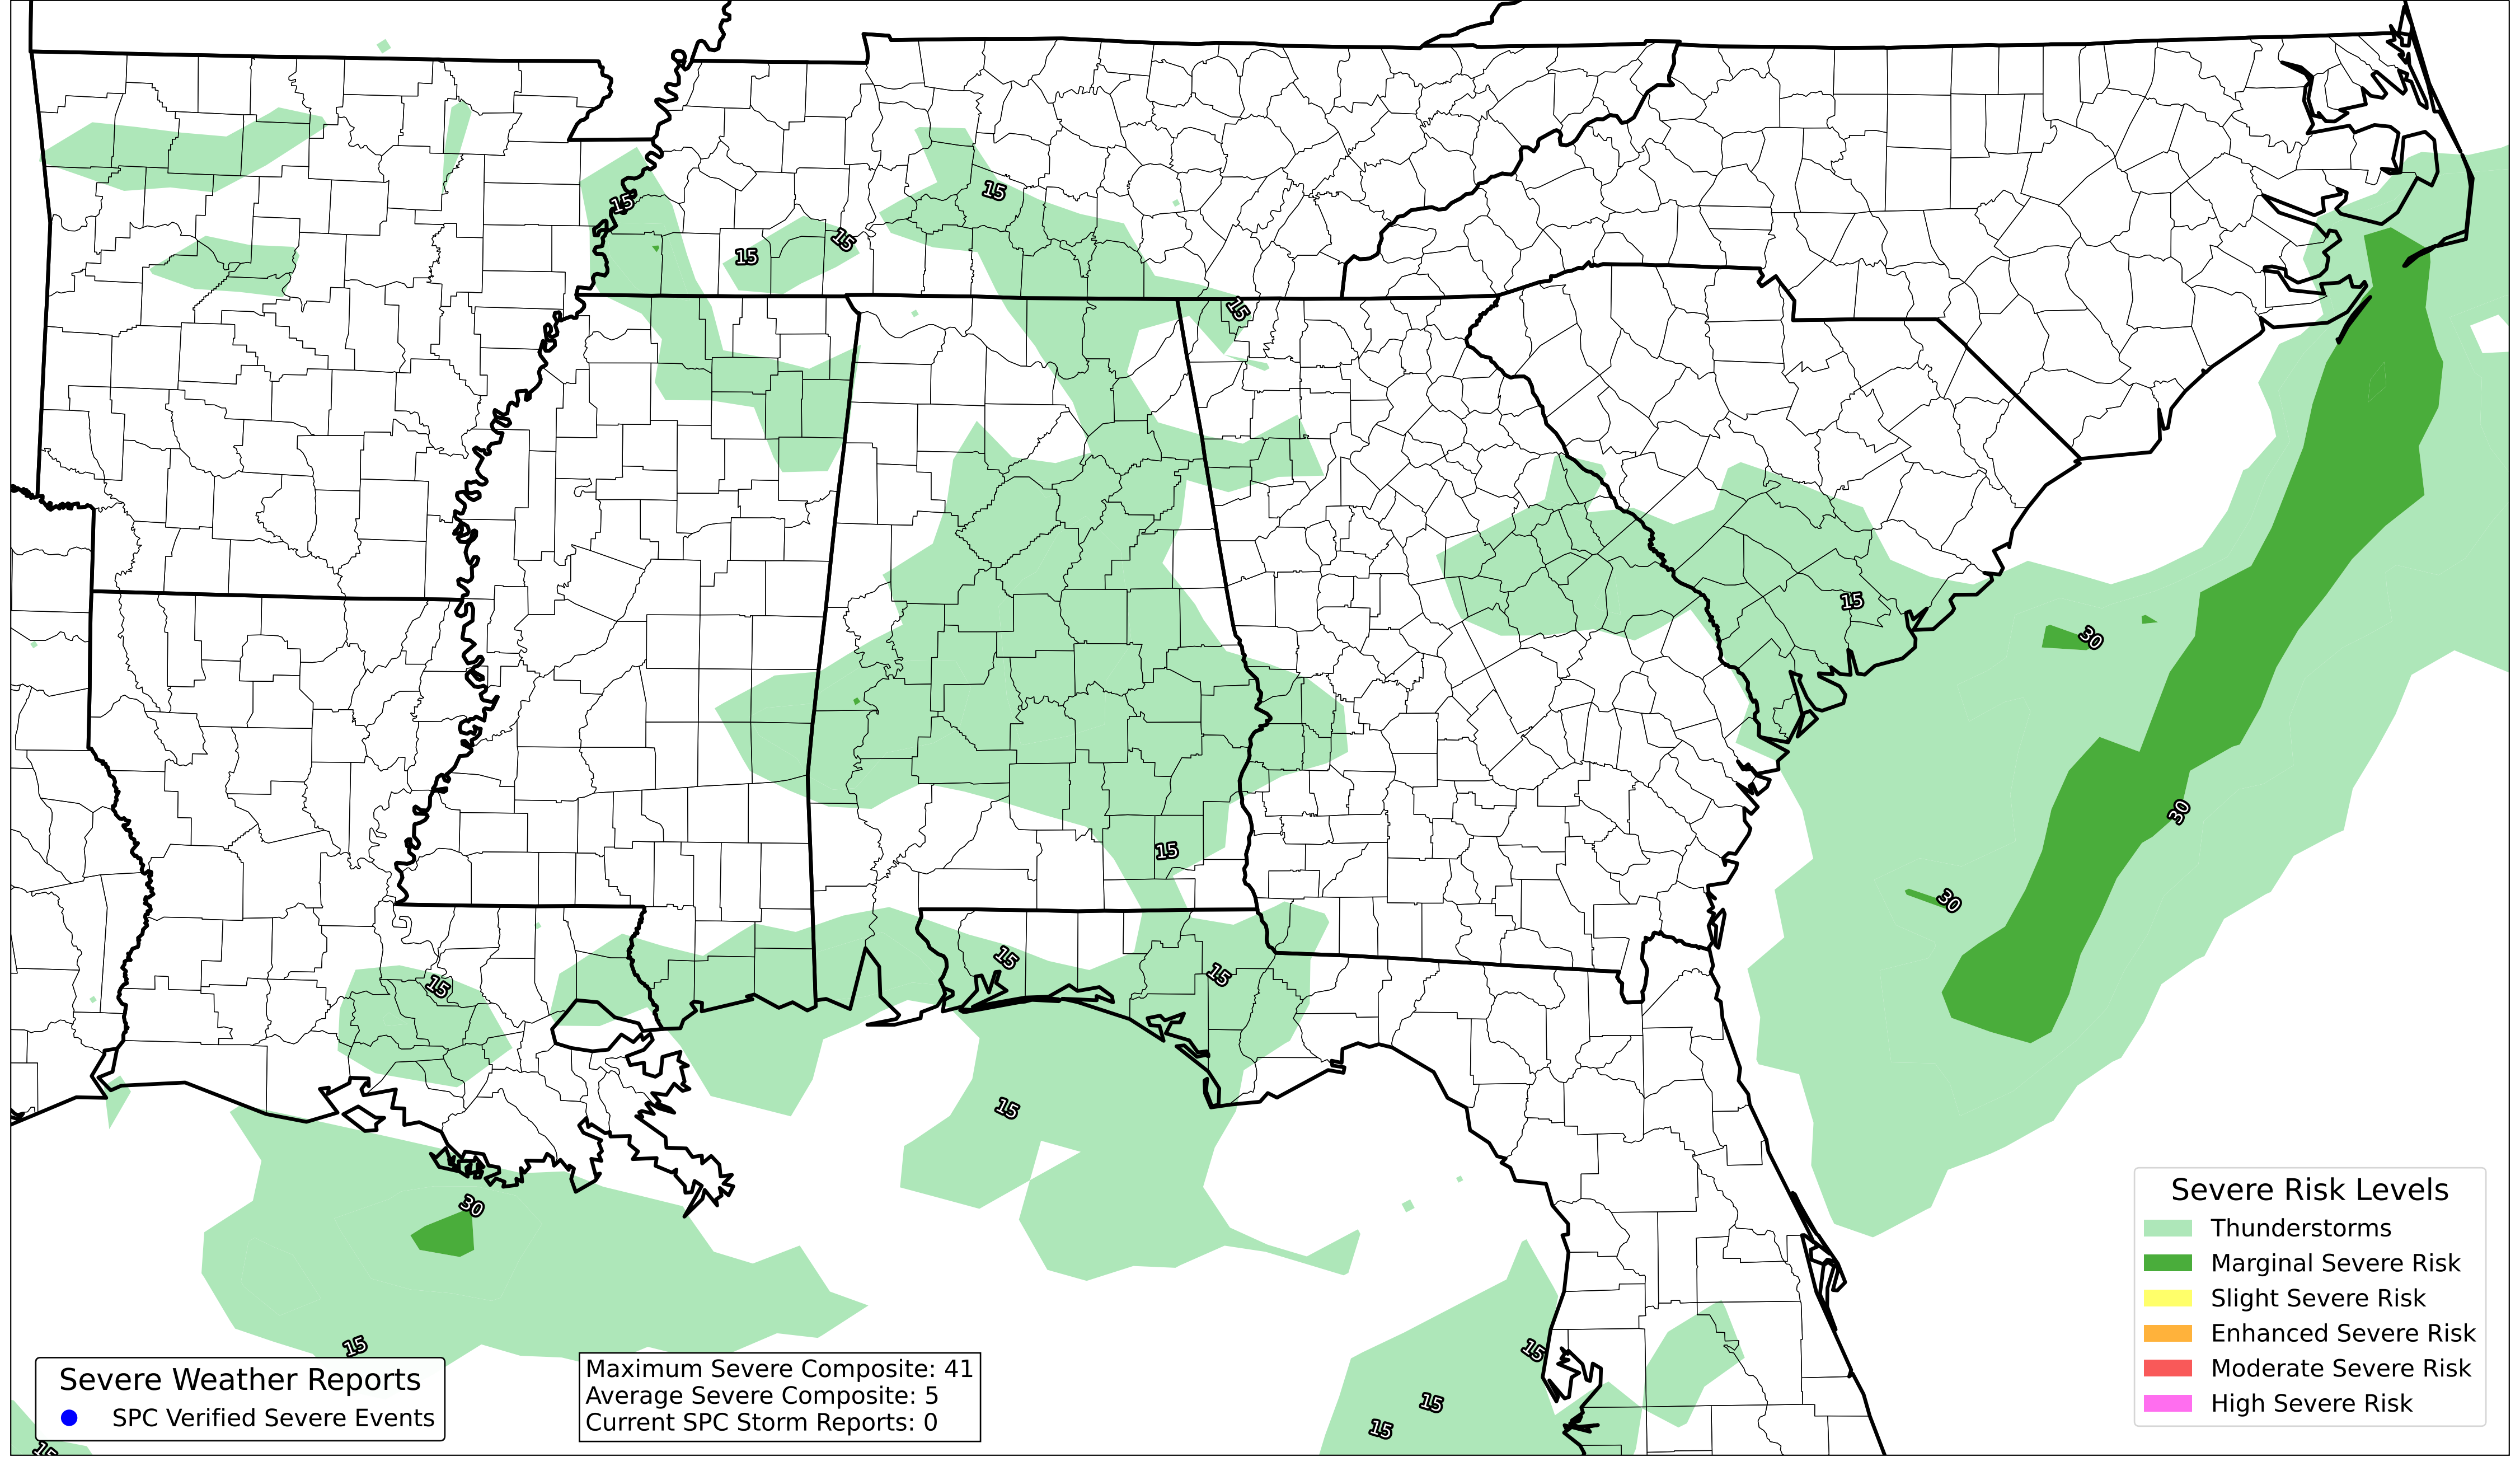 15
15
15
15
15
15
30
30
15
30
15
15
15
15
30
15
15
15
15
15
Severe Risk Levels
Thunderstorms
Marginal Severe Risk
Slight Severe Risk
Enhanced Severe Risk
Moderate Severe Risk
High Severe Risk
Severe Weather Reports
SPC Verified Severe Events
Maximum Severe Composite: 41
Average Severe Composite: 5
Current SPC Storm Reports: 0